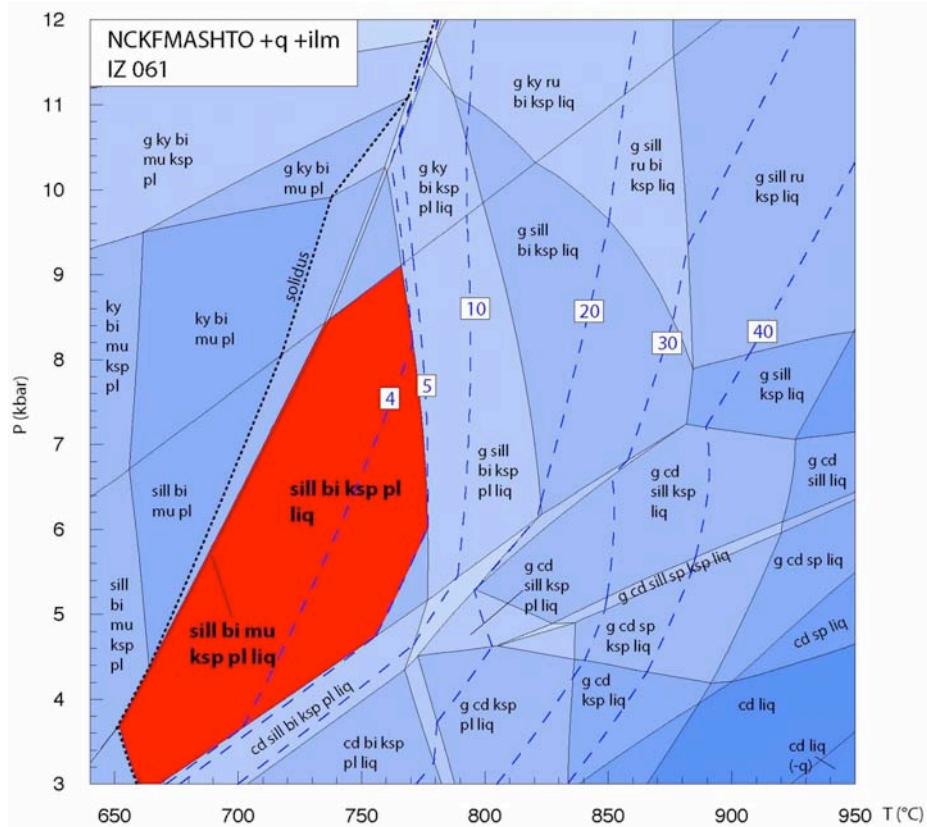 NCKFMASHTO +q +ilm
IZ 061
12
11
10
9
8
7
6
5
4
3
P (kbar)
650
700
750
800
850
900
950
T (°C)
g ky bi
mu ksp
pl
g ky bi
mu pl
solidus
g ky ru
bi ksp liq
g ky
bi ksp
pl liq
g sill
ru bi
ksp liq
g sill ru
ksp liq
g sill
bi ksp liq
ky
bi
mu
ksp
pl
ky bi
mu pl
10
20
30
40
4
5
g sill
ksp liq
sill bi
mu pl
sill bi ksp pl
liq
g sill
bi ksp
pl liq
g cd
sill ksp
liq
g cd
sill liq
sill
bi
mu
ksp
pl
sill bi mu
ksp pl liq
g cd
sill ksp
pl liq
g cd sill sp ksp liq
g cd sp liq
g cd sp
ksp liq
cd sp liq
cd sill bi ksp pl liq
cd bi ksp
pl liq
g cd ksp
pl liq
g cd
ksp liq
cd liq
cd liq
(-q)